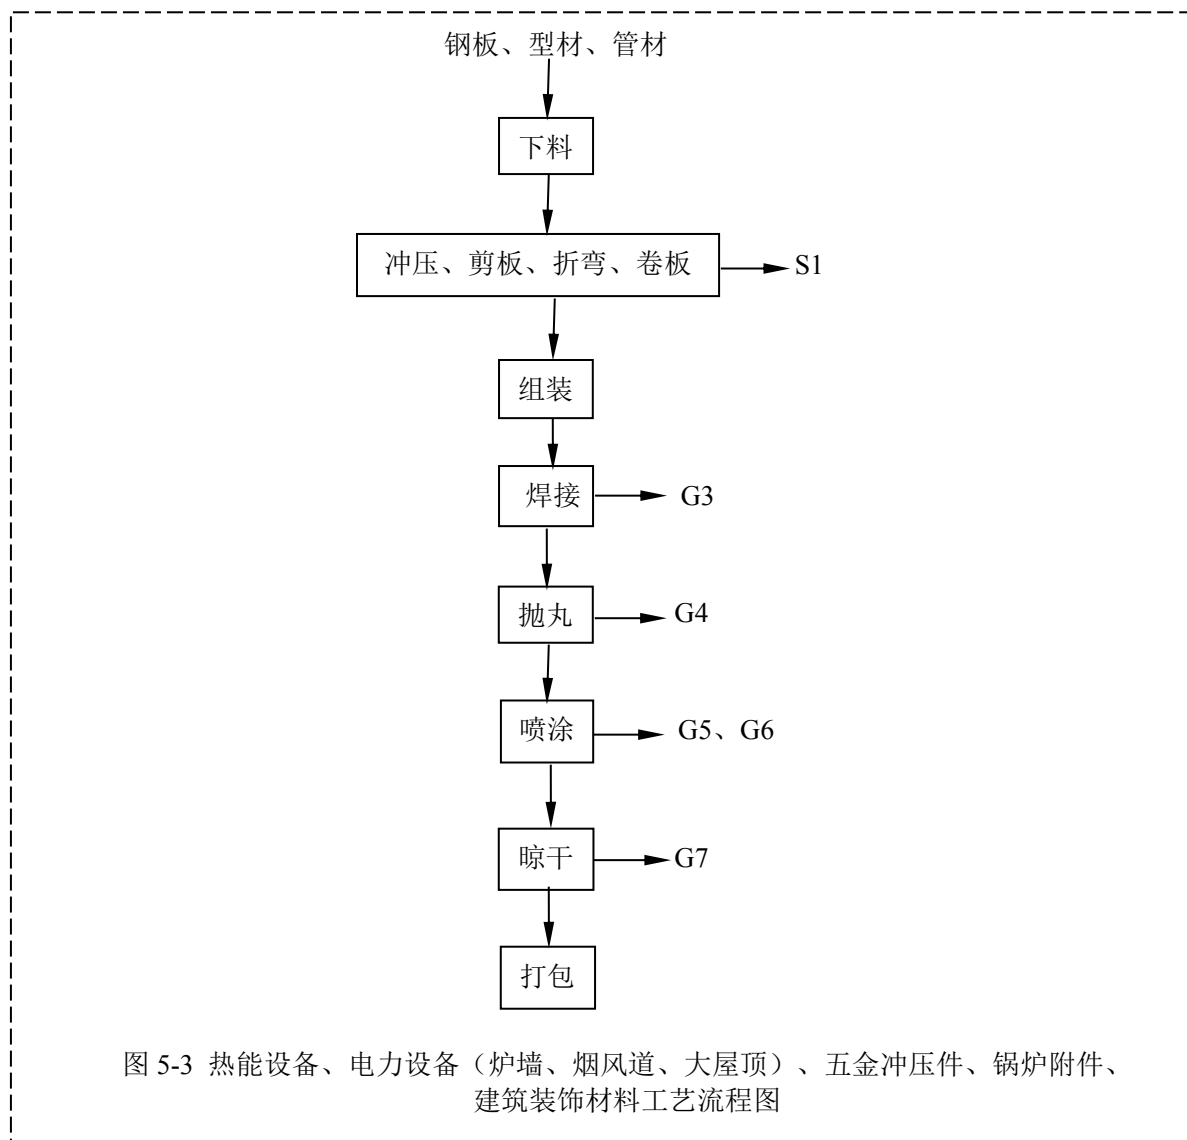 钢板、型材、管材
下料
冲压、剪板、折弯、卷板
S1
组装
焊接
G3
抛丸
G4
喷涂
G5、G6
晾干
G7
打包
图 5-3 热能设备、电力设备（炉墙、烟风道、大屋顶）、五金冲压件、锅炉附件、
建筑装饰材料工艺流程图